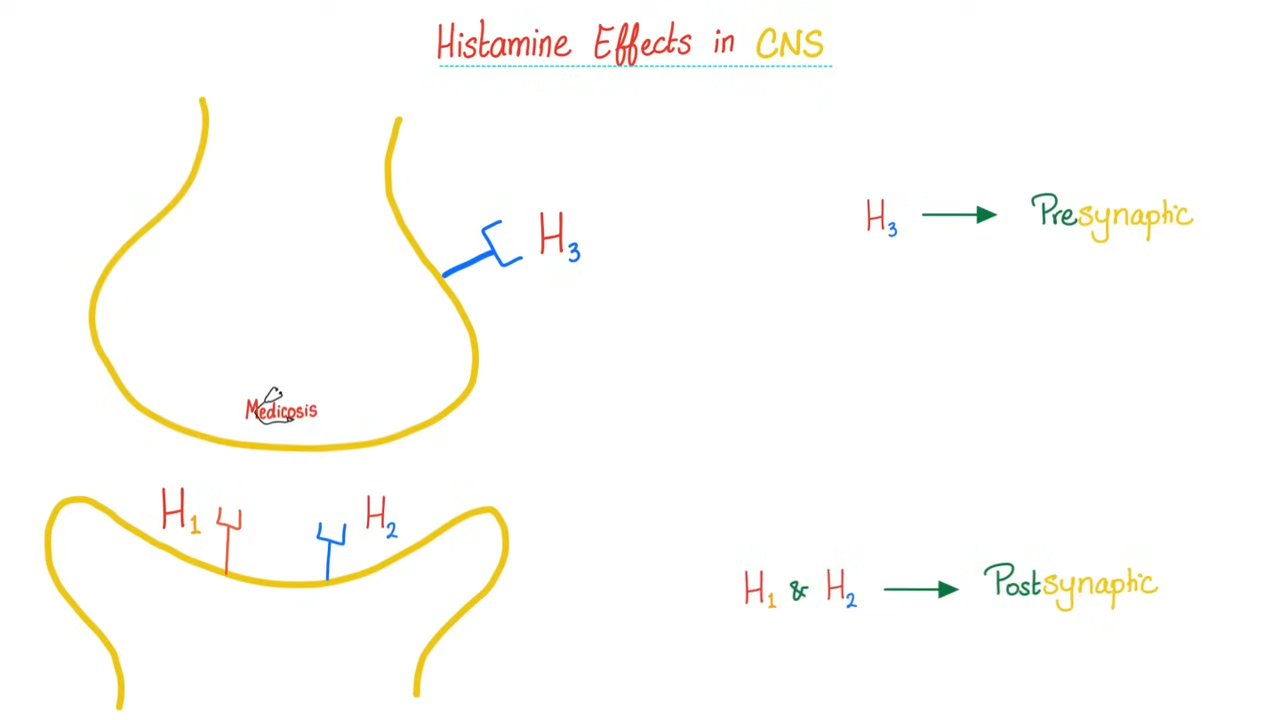 Histamine Effects in CNS
H3
H3 → Presynaptic
Medicosis
H1 H2
H1 & H2 → Postsynaptic